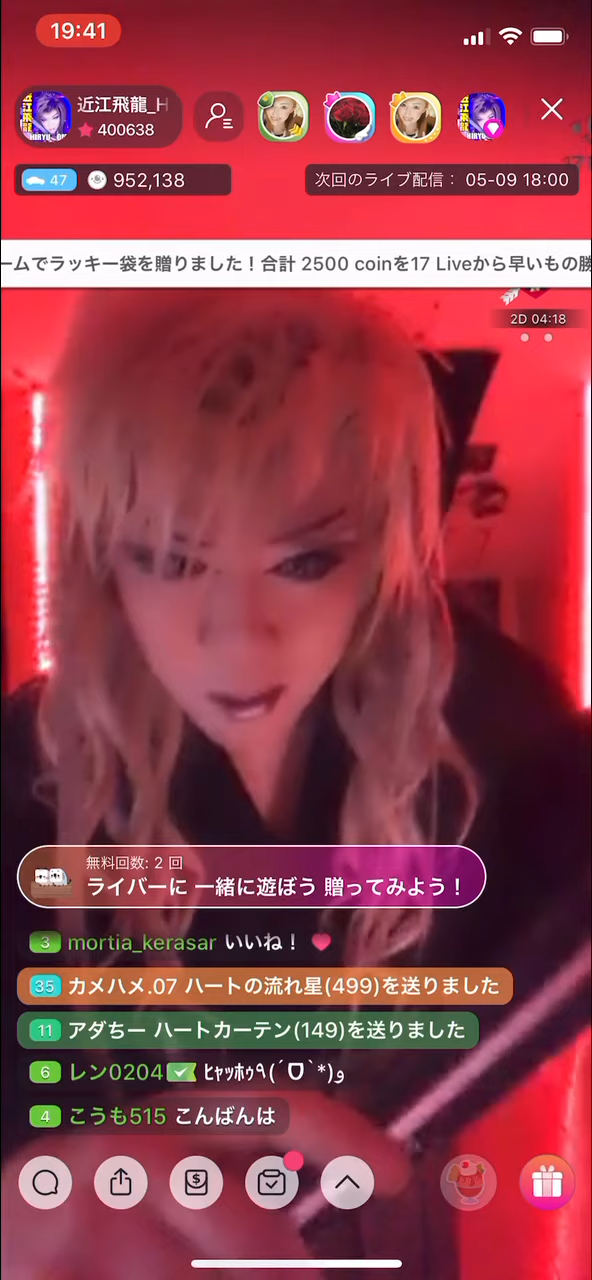 19:41
近江飛龍_H
400638
47
952,138
次回のライブ配信： 05-09 18:00
ームでラッキー袋を贈りました！合計 2500 coinを17 Liveから早いもの勝
2D 04:18
無料回数: 2 回
ライバーに 一緒に遊ぼう 贈ってみよう！
3 mortia_kerasar いいね！
35 カメハメ.07 ハートの流れ星(499)を送りました
11 アダちー ハートカーテン(149)を送りました
6 レン0204 ﾋｬｯﾎｩ٩(´ᗜ`*)و
4 こうも515 こんばんは